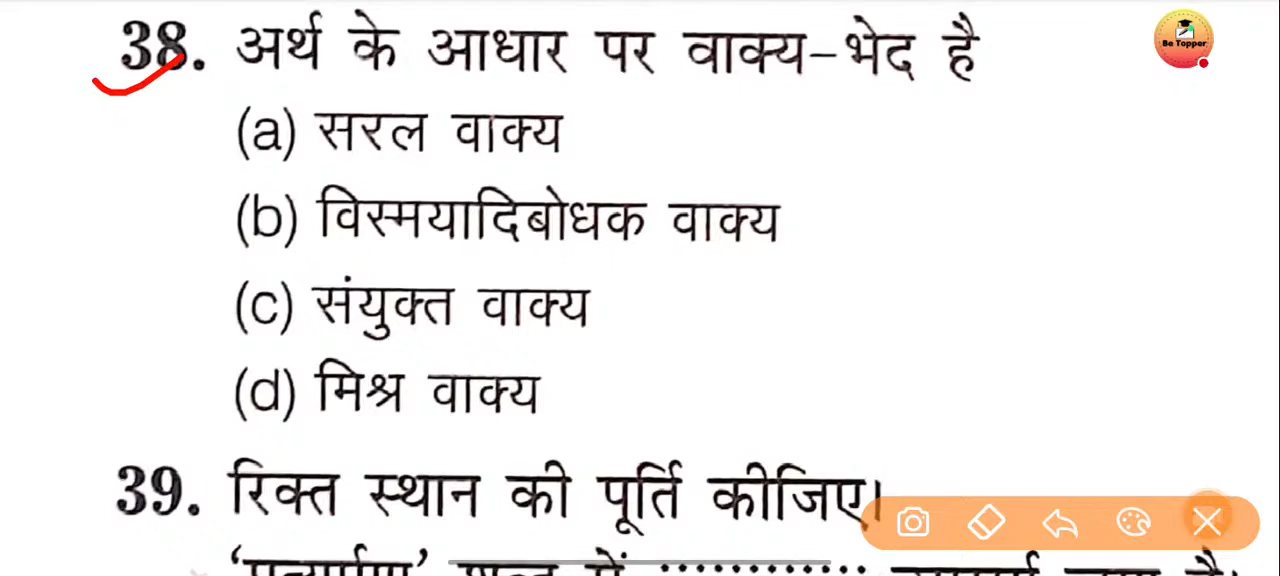 38. अर्थ के आधार पर वाक्य-भेद है
Be Topper
(a) सरल वाक्य
(b) विस्मयादिबोधक वाक्य
(c) संयुक्त वाक्य
(d) मिश्र वाक्य
39. रिक्त स्थान की पूर्ति कीजिए।